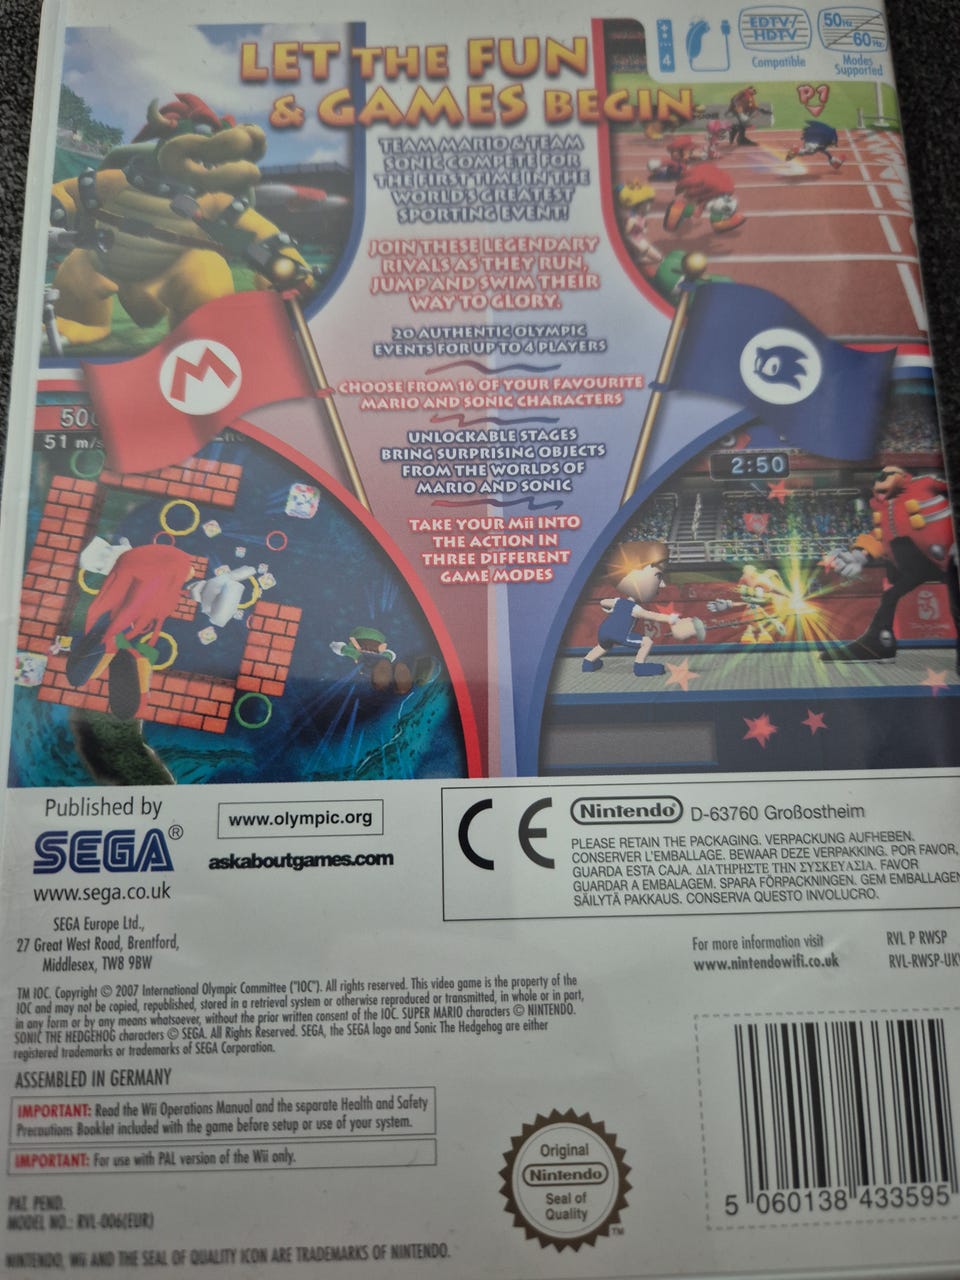 LET THE FUN
& GAMES BEGIN
4
EDTV/
HDTV
Compatible
50Hz
60Hz
Modes
Supported
P1
TEAM MARIO & TEAM
SONIC COMPETE FOR
THE FIRST TIME IN THE
WORLD'S GREATEST
SPORTING EVENT!
JOIN THESE LEGENDARY
RIVALS AS THEY RUN,
JUMP AND SWIM THEIR
WAY TO GLORY.
20 AUTHENTIC OLYMPIC
EVENTS FOR UP TO 4 PLAYERS
CHOOSE FROM 16 OF YOUR FAVOURITE
MARIO AND SONIC CHARACTERS
UNLOCKABLE STAGES
BRING SURPRISING OBJECTS
FROM THE WORLDS OF
MARIO AND SONIC
TAKE YOUR Mii INTO
THE ACTION IN
THREE DIFFERENT
GAME MODES
M
500
51 m/s
2:50
Published by
SEGA®
www.sega.co.uk
SEGA Europe Ltd.,
27 Great West Road, Brentford,
Middlesex, TW8 9BW
www.olympic.org
askaboutgames.com
CE
Nintendo® D-63760 Großostheim
PLEASE RETAIN THE PACKAGING. VERPACKUNG AUFHEBEN.
CONSERVER L'EMBALLAGE. BEWAAR DEZE VERPAKKING. POR FAVOR,
GUARDA ESTA CAJA. ΔΙΑΤΗΡΗΣΤΕ ΤΗΝ ΣΥΣΚΕΥΑΣΙΑ. FAVOR
GUARDAR A EMBALAGEM. SPARA FÖRPACKNINGEN. GEM EMBALLAGEN
SÄILYTÄ PAKKAUS. CONSERVA QUESTO INVOLUCRO.
For more information visit
www.nintendowifi.co.uk
RVL P RWSP
RVL-RWSP-UKV
TM IOC. Copyright © 2007 International Olympic Committee ("IOC"). All rights reserved. This video game is the property of the
IOC and may not be copied, republished, stored in a retrieval system or otherwise reproduced or transmitted, in whole or in part,
in any form or by any means whatsoever, without the prior written consent of the IOC. SUPER MARIO characters © NINTENDO.
SONIC THE HEDGEHOG characters © SEGA. All Rights Reserved. SEGA, the SEGA logo and Sonic The Hedgehog are either
registered trademarks or trademarks of SEGA Corporation.
ASSEMBLED IN GERMANY
IMPORTANT: Read the Wii Operations Manual and the separate Health and Safety
Precautions Booklet included with the game before setup or use of your system.
IMPORTANT: For use with PAL version of the Wii only.
PAT. PEND.
MODEL NO.: RVL-006(EUR)
NINTENDO, Wii AND THE SEAL OF QUALITY ICON ARE TRADEMARKS OF NINTENDO.
Original
Nintendo
Seal of
Quality
TM
5 060138 433595